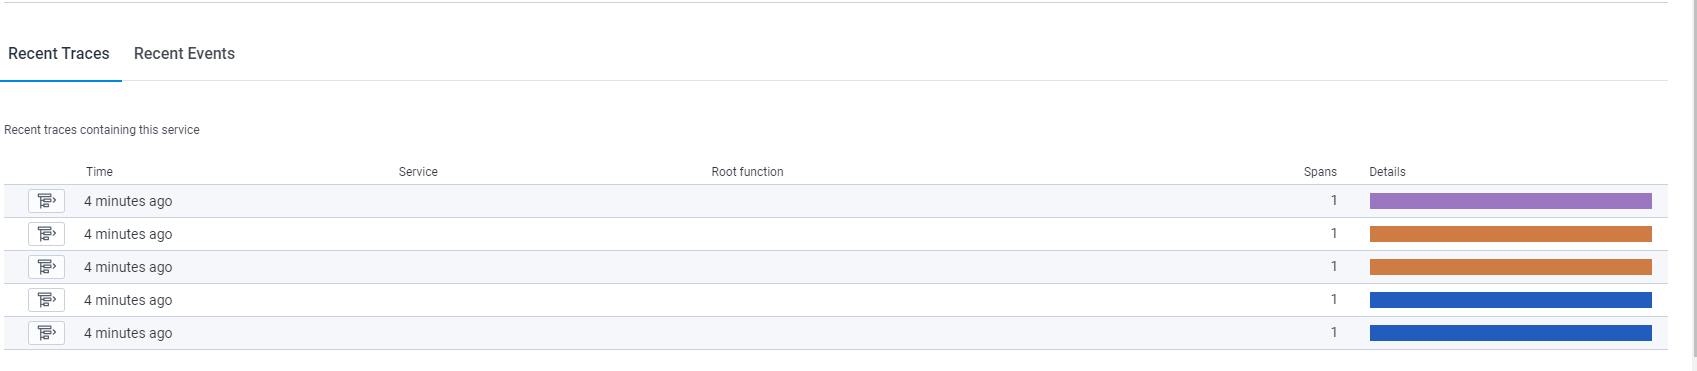 Recent Traces Recent Events
Recent traces containing this service
Time Service Root function Spans Details
4 minutes ago 1
4 minutes ago 1
4 minutes ago 1
4 minutes ago 1
4 minutes ago 1